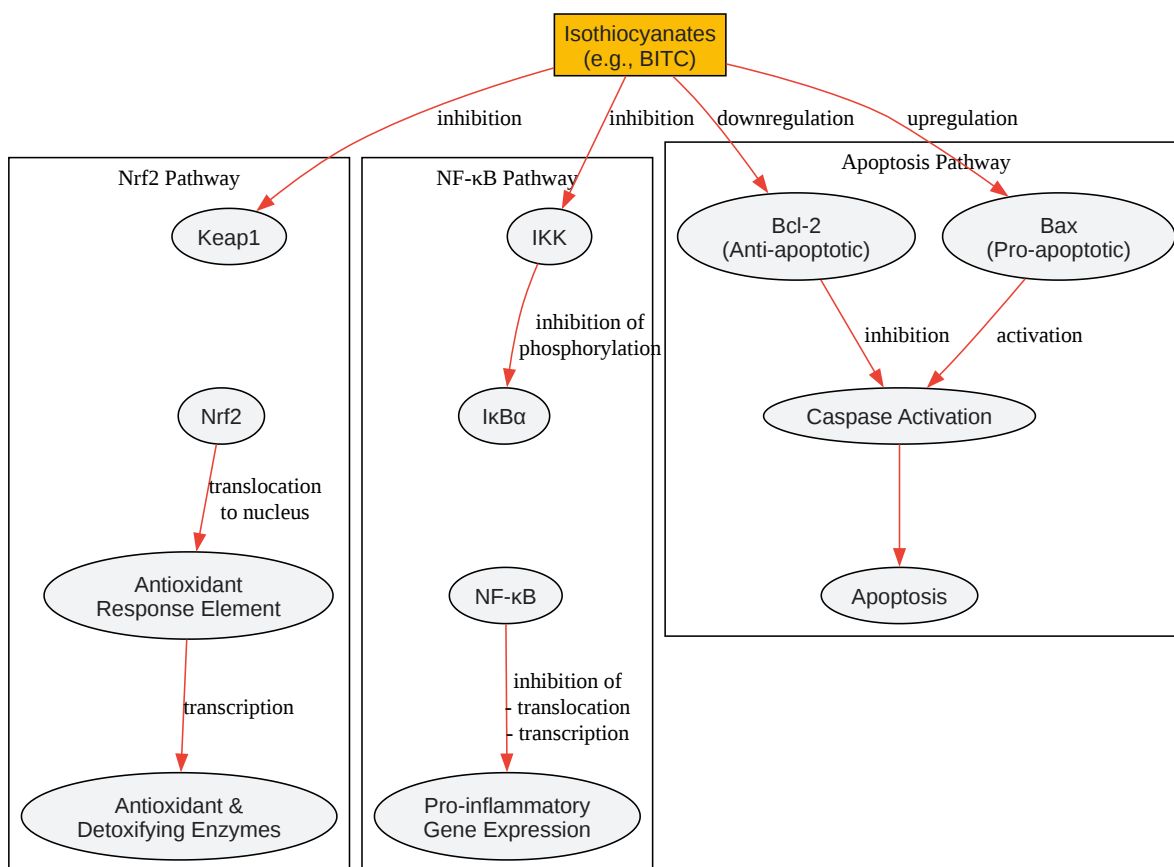 Isothiocyanates
(e.g., BITC)
inhibition
inhibition
downregulation
upregulation
Nrf2 Pathway
Keap1
Nrf2
translocation
to nucleus
Antioxidant
Response Element
transcription
Antioxidant &
Detoxifying Enzymes
NF-κB Pathway
IKK
inhibition of
phosphorylation
IκBα
NF-κB
inhibition of
- translocation
- transcription
Pro-inflammatory
Gene Expression
Apoptosis Pathway
Bcl-2
(Anti-apoptotic)
Bax
(Pro-apoptotic)
inhibition
activation
Caspase Activation
Apoptosis